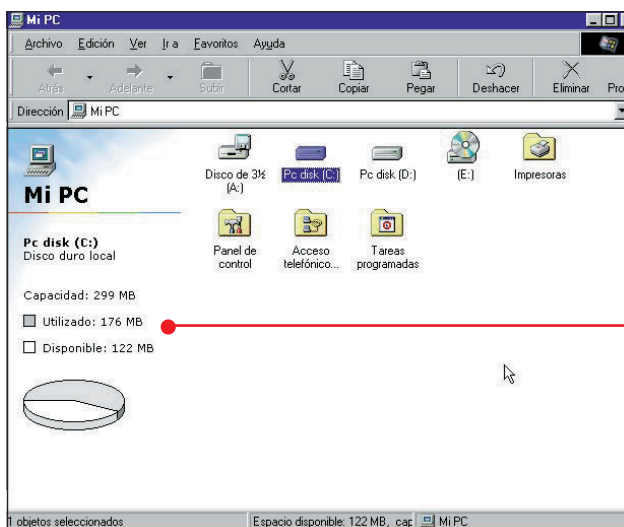 Mi PC
Archivo Edición Ver Ir a Favoritos Ayuda
Atrás Adelante Subir Cortar Copiar Pegar Deshacer Eliminar Pro
Dirección Mi PC
Mi PC
Pc disk (C:)
Disco duro local
Capacidad: 299 MB
Utilizado: 176 MB
Disponible: 122 MB
Disco de 3½
(A:)
Pc disk (C:)
Pc disk (D:)
(E:)
Impresoras
Panel de
control
Acceso
telefónico...
Tareas
programadas
1 objetos seleccionados Espacio disponible: 122 MB, cap Mi PC